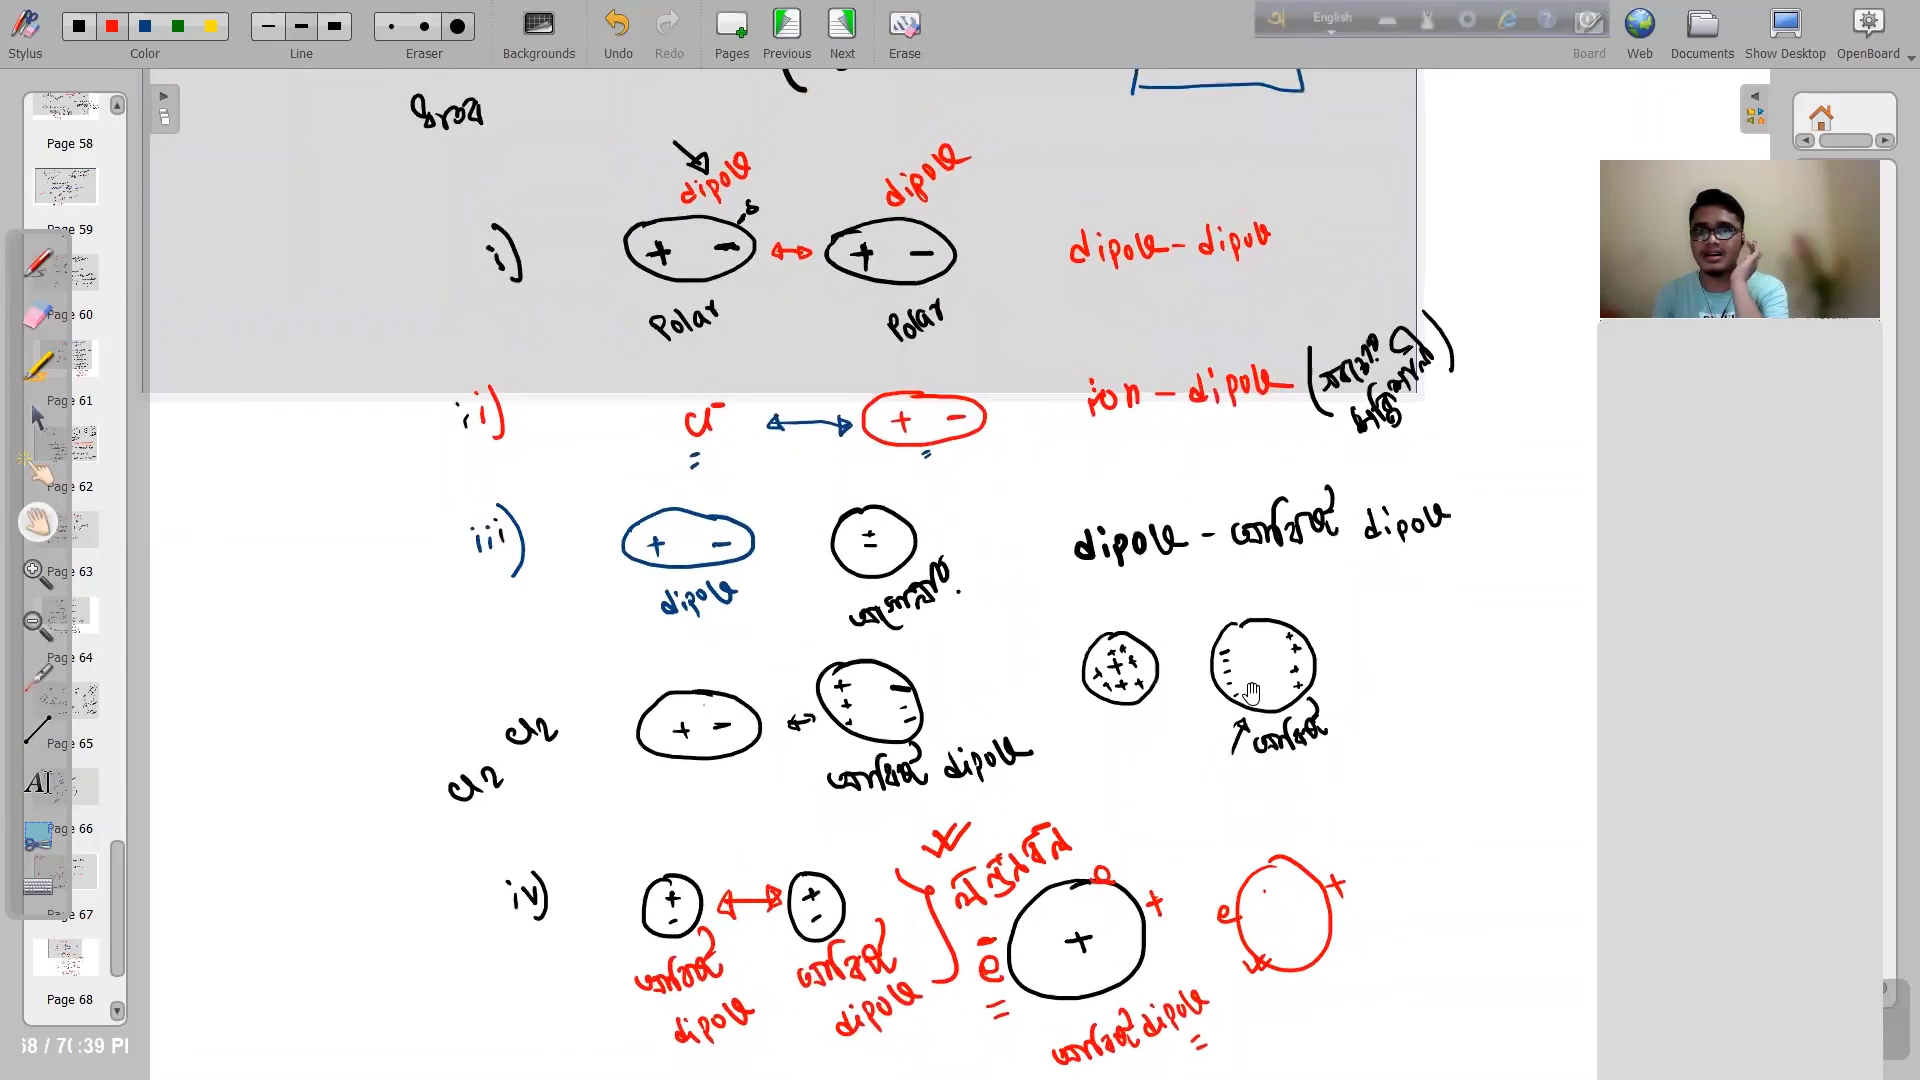 Stylus
Color
Line
Eraser
Backgrounds
Undo
Redo
Pages
Previous
Next
Erase
English
Board
Web
Documents
Show Desktop
OpenBoard
Page 58
Page 59
Page 60
Page 61
Page 62
Page 63
Page 64
Page 65
Page 66
Page 67
Page 68
dipole dipole
i) + - + - dipole - dipole
Polar Polar
ii) Cl⁻ + - ion - dipole
iii) + - + - dipole - আবিষ্ট dipole
dipole
Cl2 + - + -
Cl2 আবিষ্ট dipole
আবিষ্ট
iv) + - + -
আবিষ্ট dipole
আবিষ্ট dipole
+ e +
e
e +
আবিষ্ট dipole